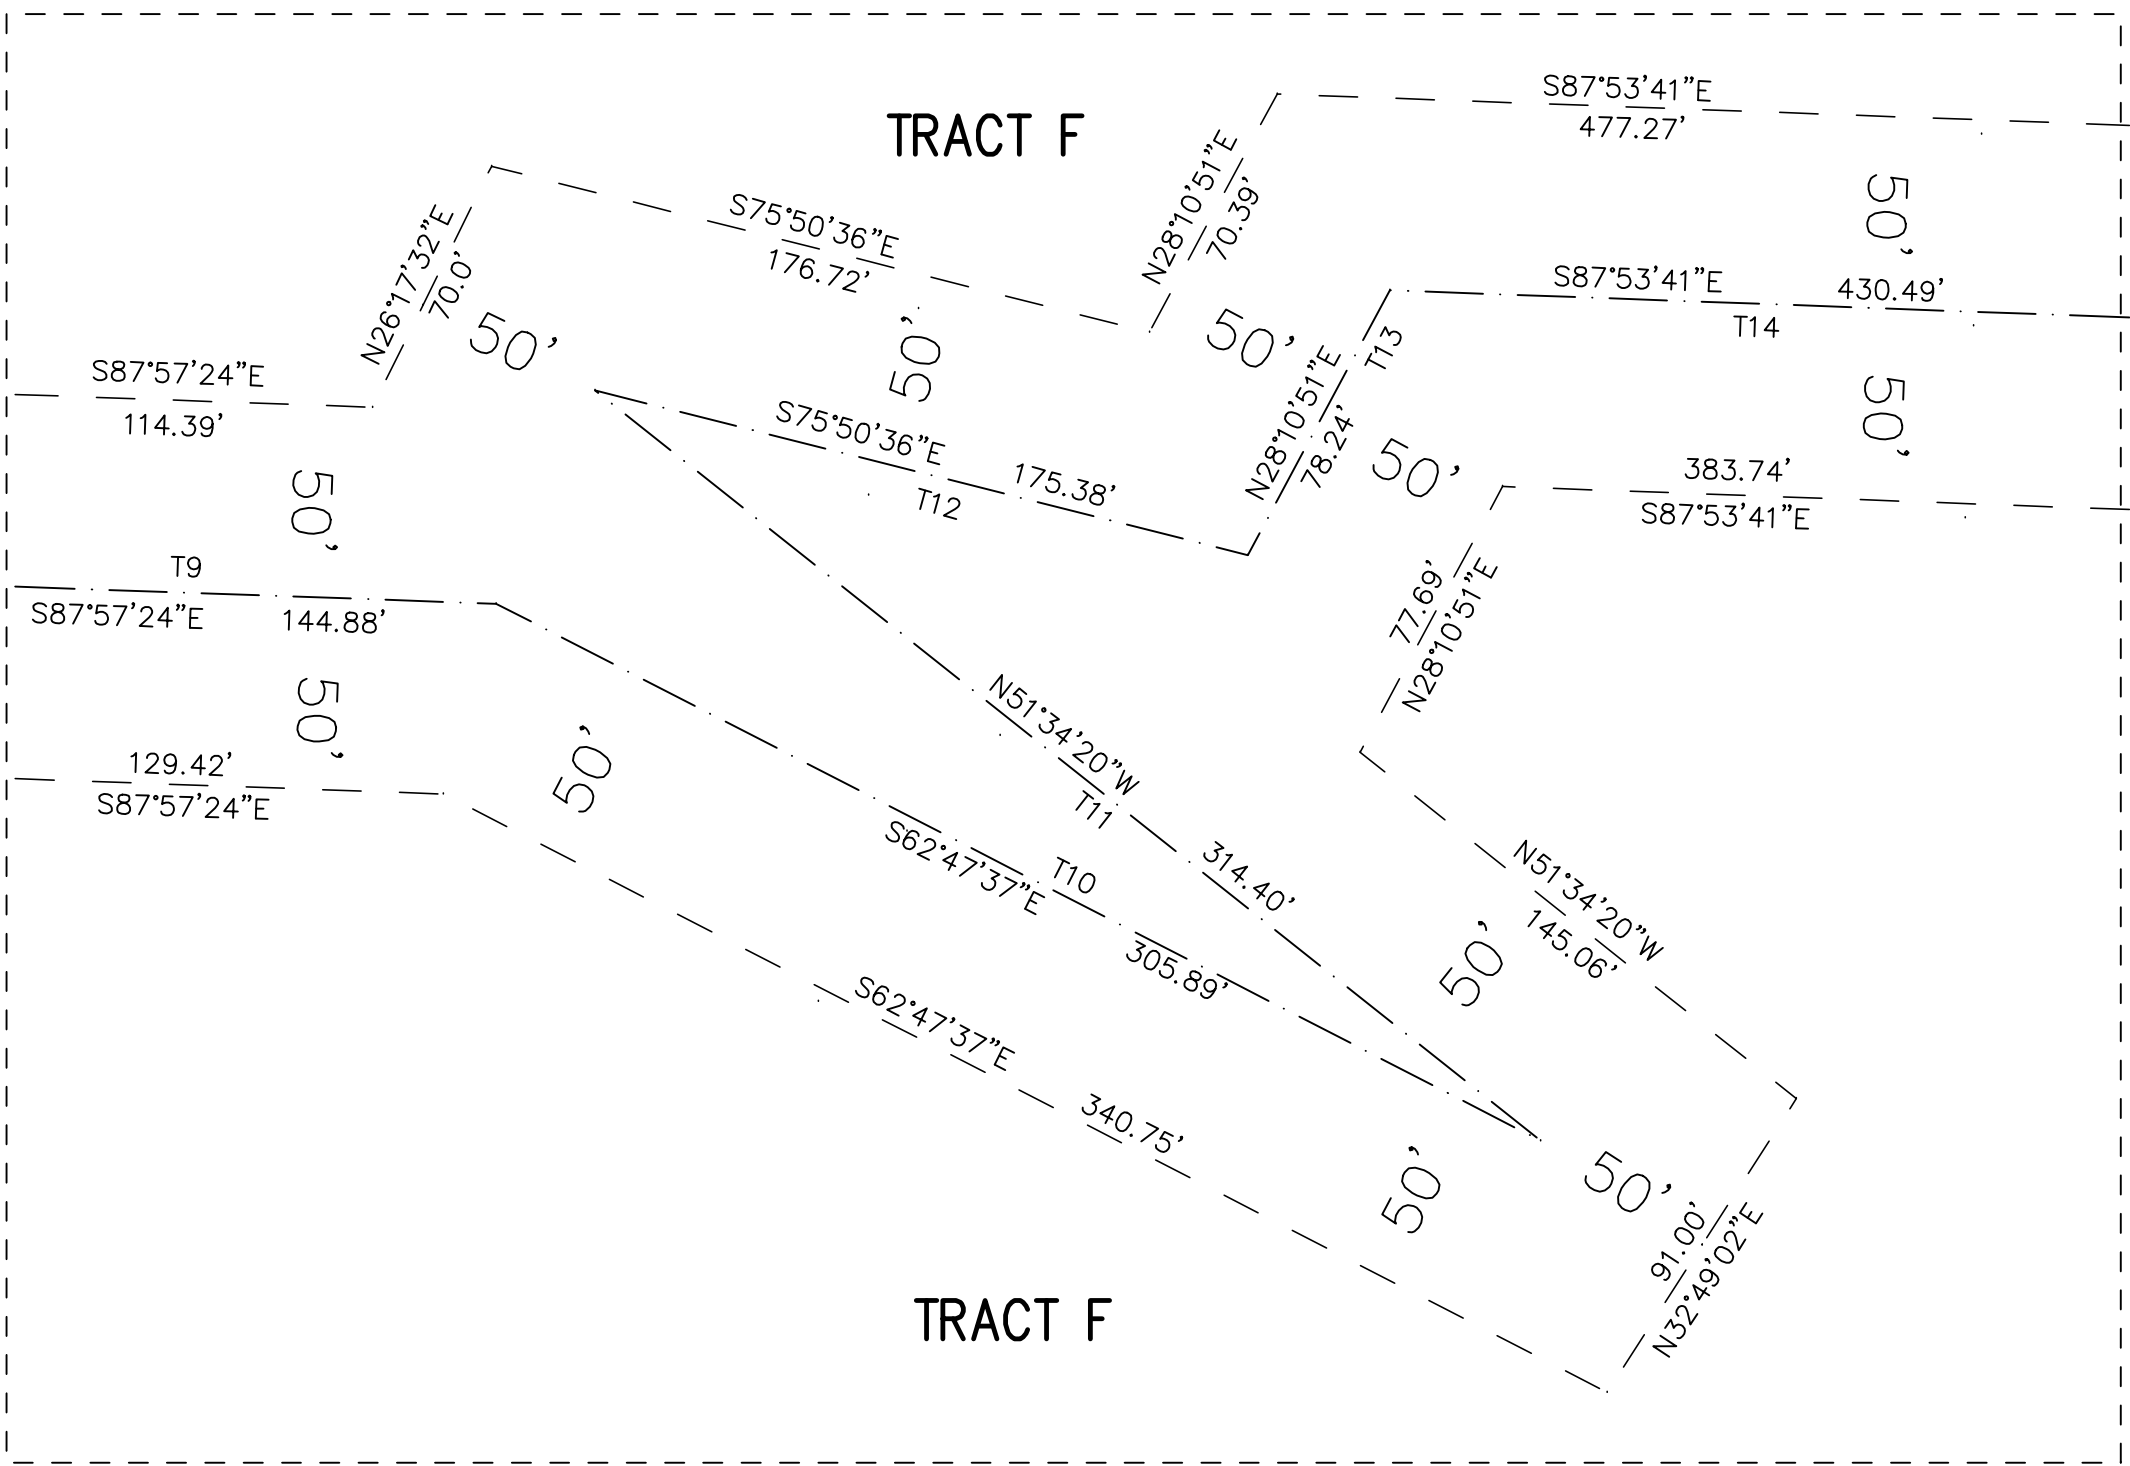 S87°53'41"E
477.27'
TRACT F
N28°10'51"E
70.39'
50'
S75°50'36"E
176.72'
N26°17'32"E
70.0'
50'
50'
50'
S87°53'41"E
430.49'
T14
N28°10'51"E
78.24'
T13
S87°57'24"E
114.39'
S75°50'36"E
175.38'
T12
50'
50'
383.74'
S87°53'41"E
50'
T9
S87°57'24"E
144.88'
77.69'
N28°10'51"E
50'
50'
129.42'
S87°57'24"E
N51°34'20"W
T11
314.40'
S62°47'37"E
T10
305.89'
N51°34'20"W
145.06'
50'
S62°47'37"E
340.75'
50'
50'
91.00'
N32°49'02"E
TRACT F